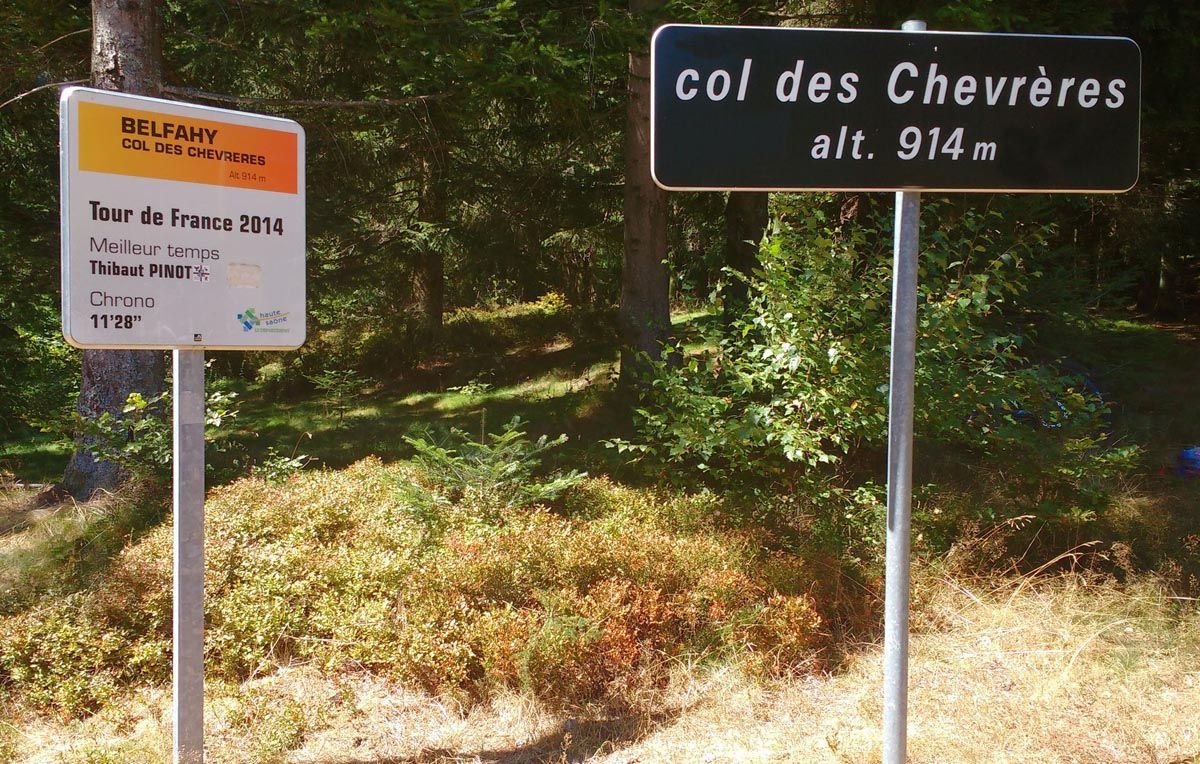 BELFAHY
COL DES CHEVRERES
Alt 914 m
Tour de France 2014
Meilleur temps
Thibaut PINOT
Chrono
11'28"
haute
saône
col des Chevrères
alt. 914 m